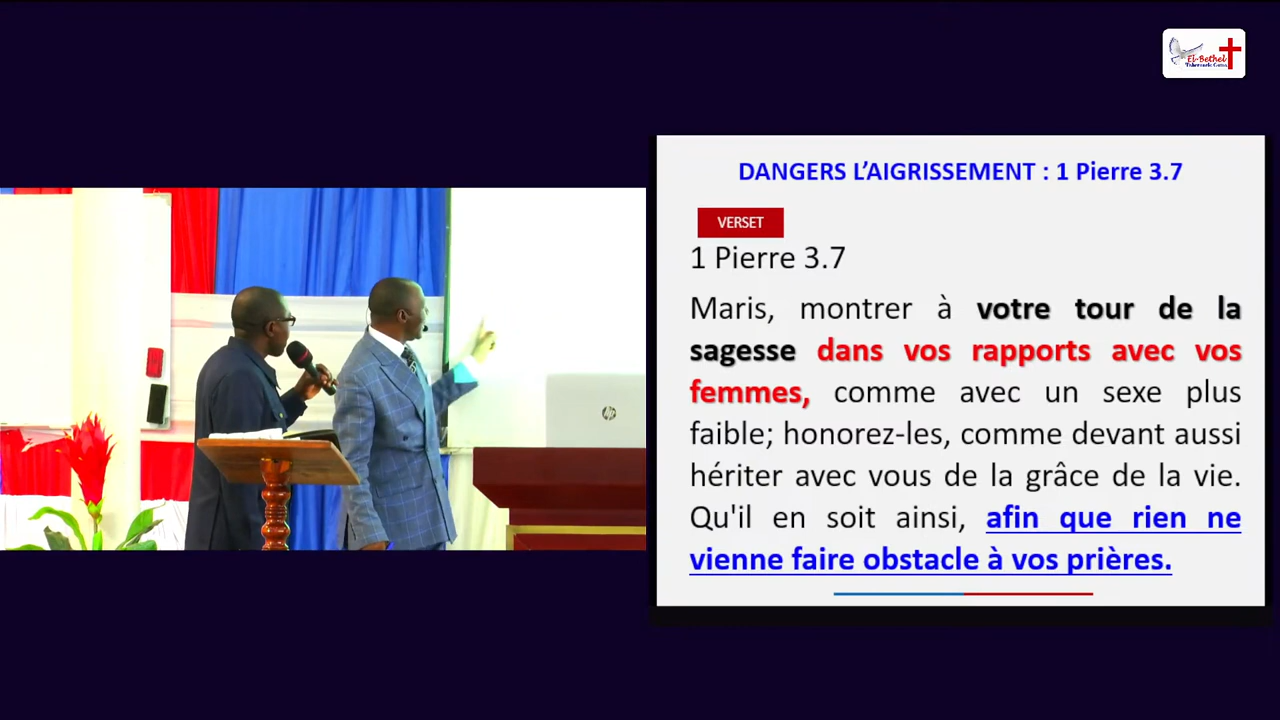 El-Bethel
DANGERS L’AIGRISSEMENT : 1 Pierre 3.7
VERSET
1 Pierre 3.7
Maris, montrer à votre tour de la
sagesse dans vos rapports avec vos
femmes, comme avec un sexe plus
faible; honorez-les, comme devant aussi
hériter avec vous de la grâce de la vie.
Qu'il en soit ainsi, afin que rien ne
vienne faire obstacle à vos prières.
hp